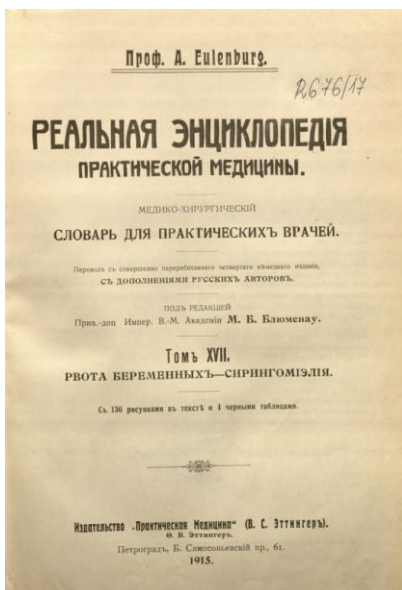 Проф. A. Eulenburg.
R676/17
РЕАЛЬНАЯ ЭНЦИКЛОПЕДІЯ
ПРАКТИЧЕСКОЙ МЕДИЦИНЫ.
МЕДИКО-ХИРУРГИЧЕСКІЙ
СЛОВАРЬ ДЛЯ ПРАКТИЧЕСКИХЪ ВРАЧЕЙ.
Переводъ съ совершенно переработаннаго четвертаго нѣмецкаго изданія,
СЪ ДОПОЛНЕНІЯМИ РУССКИХЪ АВТОРОВЪ.
ПОДЪ РЕДАКЦІЕЙ
Прив.-доц Импер. В.-М. Академіи М. Б. Блюменау.
Томъ XVII.
РВОТА БЕРЕМЕННЫХЪ—СИРИНГОМІЭЛІЯ.
Съ 136 рисунками въ текстѣ и 4 черными таблицами.
Издательство „Практическая Медицина“ (В. С. Эттингеръ).
Ѳ. В. Эттингеръ.
Петроградъ, Б. Сампсоньевскій пр., 61.
1915.